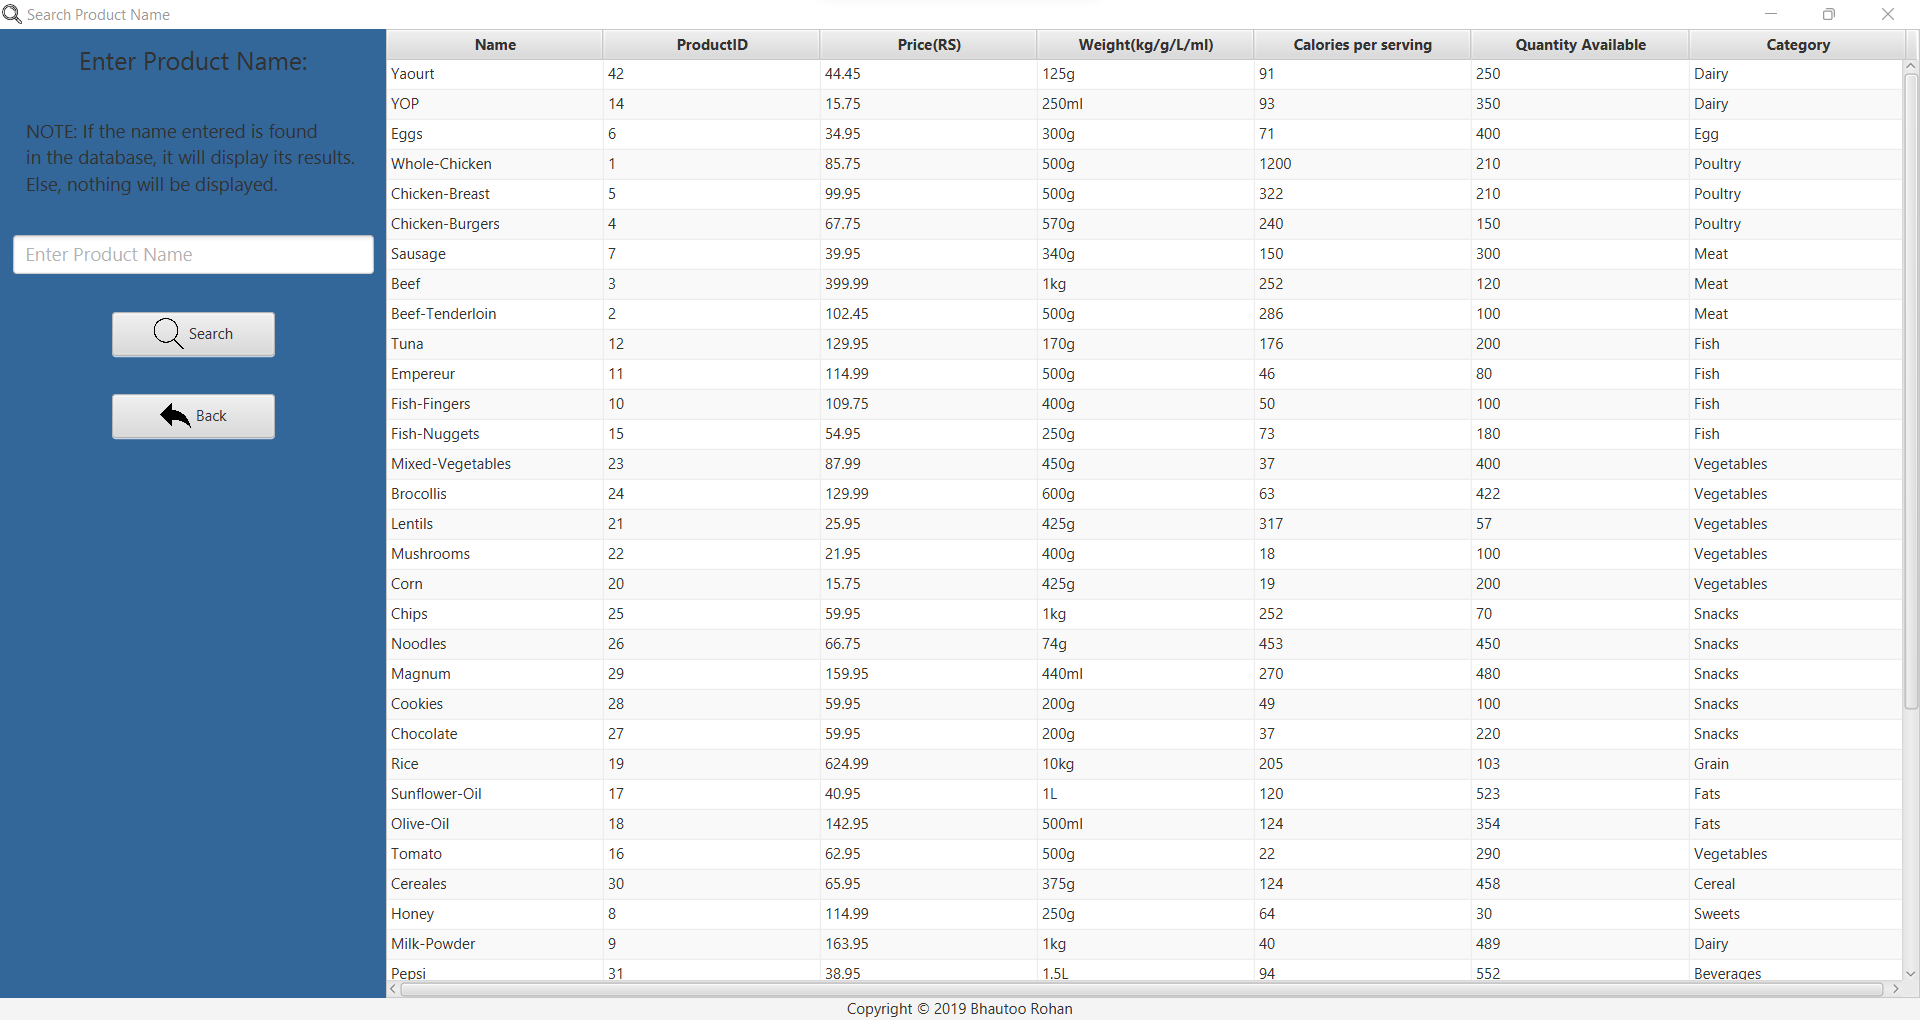 Search Product Name
Enter Product Name:
NOTE: If the name entered is found
in the database, it will display its results.
Else, nothing will be displayed.
Enter Product Name
Search
Back
Name ProductID Price(RS) Weight(kg/g/L/ml) Calories per serving Quantity Available Category
Yaourt 42 44.45 125g 91 250 Dairy
YOP 14 15.75 250ml 93 350 Dairy
Eggs 6 34.95 300g 71 400 Egg
Whole-Chicken 1 85.75 500g 1200 210 Poultry
Chicken-Breast 5 99.95 500g 322 210 Poultry
Chicken-Burgers 4 67.75 570g 240 150 Poultry
Sausage 7 39.95 340g 150 300 Meat
Beef 3 399.99 1kg 252 120 Meat
Beef-Tenderloin 2 102.45 500g 286 100 Meat
Tuna 12 129.95 170g 176 200 Fish
Empereur 11 114.99 500g 46 80 Fish
Fish-Fingers 10 109.75 400g 50 100 Fish
Fish-Nuggets 15 54.95 250g 73 180 Fish
Mixed-Vegetables 23 87.99 450g 37 400 Vegetables
Brocollis 24 129.99 600g 63 422 Vegetables
Lentils 21 25.95 425g 317 57 Vegetables
Mushrooms 22 21.95 400g 18 100 Vegetables
Corn 20 15.75 425g 19 200 Vegetables
Chips 25 59.95 1kg 252 70 Snacks
Noodles 26 66.75 74g 453 450 Snacks
Magnum 29 159.95 440ml 270 480 Snacks
Cookies 28 59.95 200g 49 100 Snacks
Chocolate 27 59.95 200g 37 220 Snacks
Rice 19 624.99 10kg 205 103 Grain
Sunflower-Oil 17 40.95 1L 120 523 Fats
Olive-Oil 18 142.95 500ml 124 354 Fats
Tomato 16 62.95 500g 22 290 Vegetables
Cereales 30 65.95 375g 124 458 Cereal
Honey 8 114.99 250g 64 30 Sweets
Milk-Powder 9 163.95 1kg 40 489 Dairy
Pepsi 31 38.95 1.5L 94 552 Beverages
Copyright © 2019 Bhautoo Rohan